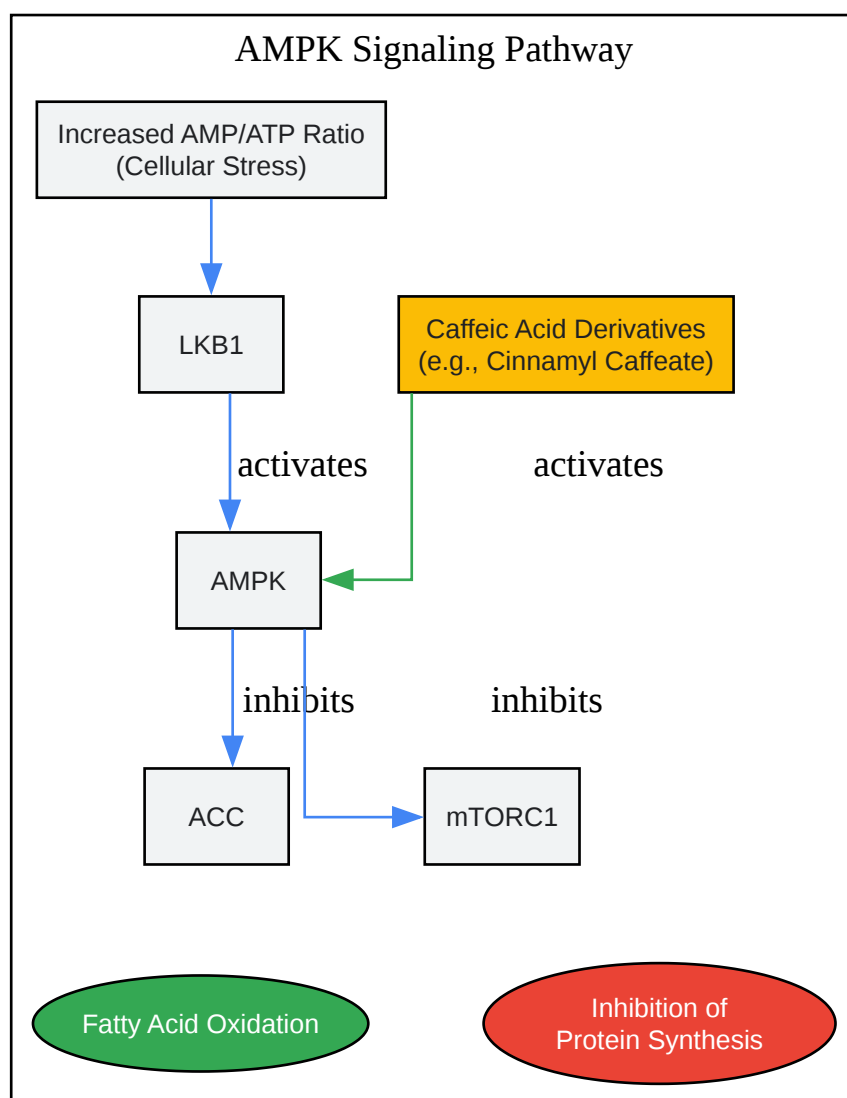 AMPK Signaling Pathway
Increased AMP/ATP Ratio
(Cellular Stress)
LKB1
Caffeic Acid Derivatives
(e.g., Cinnamyl Caffeate)
activates
activates
AMPK
inhibits
inhibits
ACC
mTORC1
Fatty Acid Oxidation
Inhibition of
Protein Synthesis